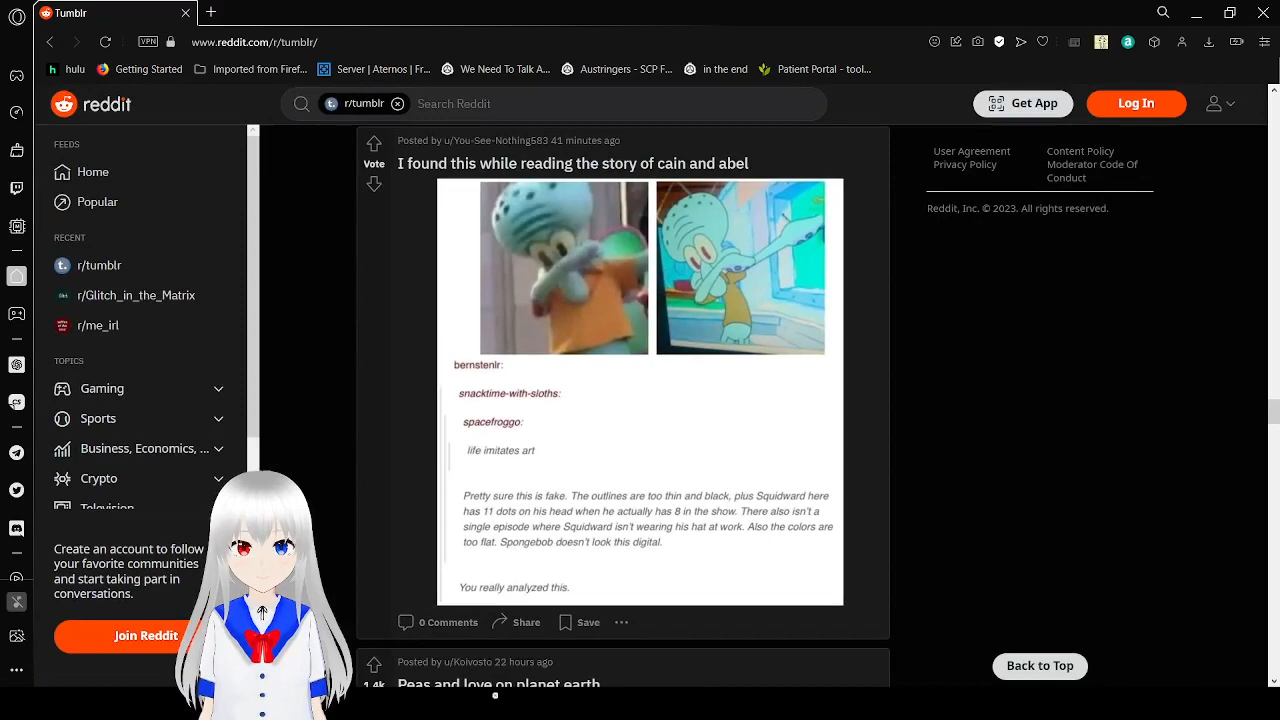 Tumblr
VPN
www.reddit.com/r/tumblr/
h hulu
Getting Started
Imported from Firef...
Server | Aternos | Fr...
We Need To Talk A...
Austringers - SCP F...
in the end
Patient Portal - tool...
reddit
r/tumblr
Search Reddit
Get App
Log In
FEEDS
Home
Popular
RECENT
r/tumblr
r/Glitch_in_the_Matrix
r/me_irl
TOPICS
Gaming
Sports
Business, Economics, ...
Crypto
Television
Create an account to follow
your favorite communities
and start taking part in
conversations.
Join Reddit
Posted by u/You-See-Nothing583 41 minutes ago
Vote
I found this while reading the story of cain and abel
bernstenlr:
snacktime-with-sloths:
spacefroggo:
life imitates art
Pretty sure this is fake. The outlines are too thin and black, plus Squidward here
has 11 dots on his head when he actually has 8 in the show. There also isn't a
single episode where Squidward isn't wearing his hat at work. Also the colors are
too flat. Spongebob doesn't look this digital.
You really analyzed this.
0 Comments
Share
Save
Posted by u/Koivosto 22 hours ago
1.4k
Peas and love on planet earth
User Agreement
Privacy Policy
Content Policy
Moderator Code Of
Conduct
Reddit, Inc. © 2023. All rights reserved.
Back to Top